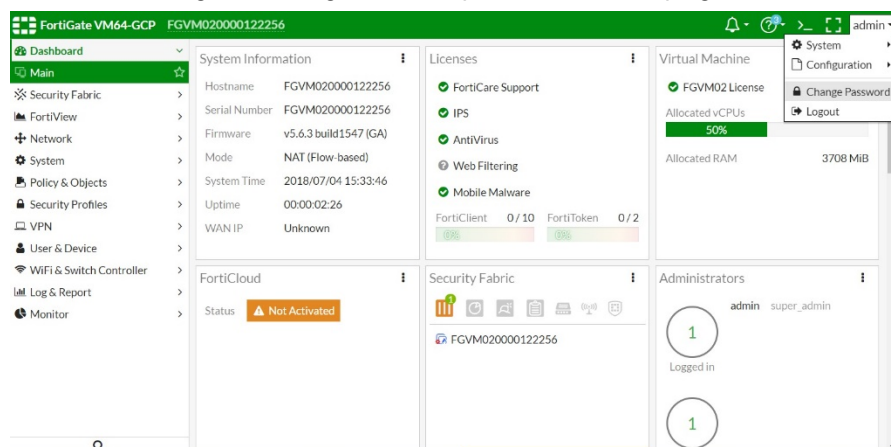 FortiGate VM64-GCP FGVM020000122256
admin
System
Configuration
Change Password
Logout
Dashboard
Main
Security Fabric
FortiView
Network
System
Policy & Objects
Security Profiles
VPN
User & Device
WiFi & Switch Controller
Log & Report
Monitor
System Information
Hostname FGVM020000122256
Serial Number FGVM020000122256
Firmware v5.6.3 build1547 (GA)
Mode NAT (Flow-based)
System Time 2018/07/04 15:33:46
Uptime 00:00:02:26
WAN IP Unknown
Licenses
FortiCare Support
IPS
AntiVirus
Web Filtering
Mobile Malware
FortiClient 0/10 FortiToken 0/2
0% 0%
Virtual Machine
FGVM02 License
Allocated vCPUs
50%
Allocated RAM 3708 MiB
FortiCloud
Status Not Activated
Security Fabric
1
FGVM020000122256
Administrators
1
Logged in
admin super_admin
1